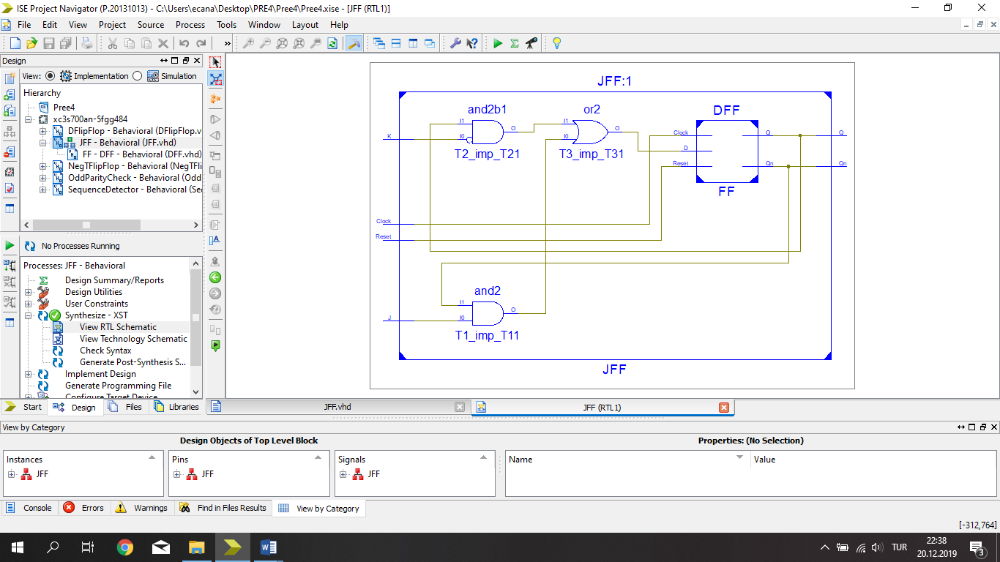 ISE Project Navigator (P.20131013) - C:\Users\ecana\Desktop\PRE4\Pree4\Pree4.xise - [JFF (RTL1)]
File Edit View Project Source Process Tools Window Layout Help
Design
View: Implementation Simulation
Hierarchy
Pree4
xc3s700an-5fgg484
DFlipFlop - Behavioral (DFlipFlop.v
JFF - Behavioral (JFF.vhd)
FF - DFF - Behavioral (DFF.vhd)
NegTFlipFlop - Behavioral (NegTFli
OddParityCheck - Behavioral (Odd
SequenceDetector - Behavioral (Se
No Processes Running
Processes: JFF - Behavioral
Design Summary/Reports
Design Utilities
User Constraints
Synthesize - XST
View RTL Schematic
View Technology Schematic
Check Syntax
Generate Post-Synthesis S...
Implement Design
Generate Programming File
Configure Target Device
Start Design Files Libraries
JFF:1
and2b1 or2 DFF
I1 I0 O
I1 I0 O
Clock D Reset Q Qn
K
Q
Qn
T2_imp_T21 T3_imp_T31
FF
Clock
Reset
and2
I1 I0 O
J
T1_imp_T11
JFF
JFF.vhd JFF (RTL1)
View by Category
Design Objects of Top Level Block Properties: (No Selection)
Instances Pins Signals Name Value
JFF JFF JFF
Console Errors Warnings Find in Files Results View by Category
[-312,764]
TUR
22:38
20.12.2019
3